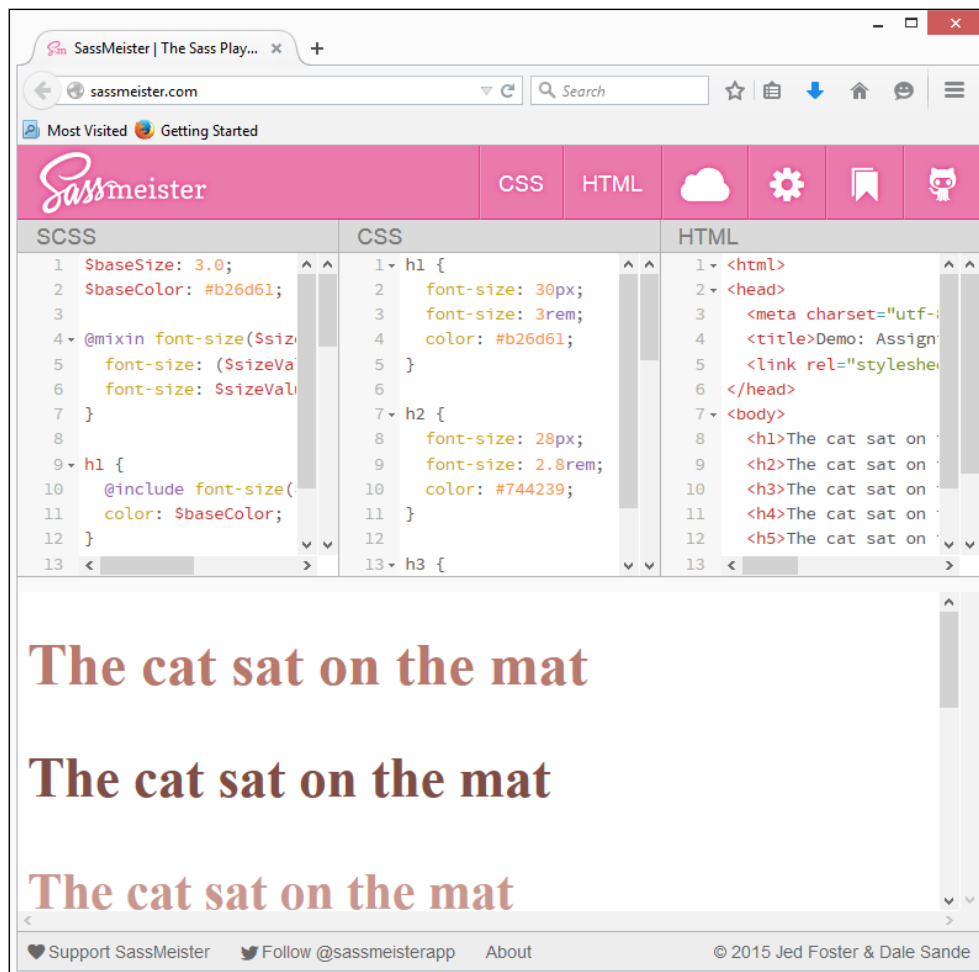 SassMeister | The Sass Play...
sassmeister.com
Search
Most Visited
Getting Started
Sassmeister
CSS
HTML
SCSS
1 $baseSize: 3.0;
2 $baseColor: #b26d61;
3
4 @mixin font-size($siz
5 font-size: ($sizeVa
6 font-size: $sizeVal
7 }
8
9 h1 {
10 @include font-size(
11 color: $baseColor;
12 }
13
CSS
1 h1 {
2 font-size: 30px;
3 font-size: 3rem;
4 color: #b26d61;
5 }
6
7 h2 {
8 font-size: 28px;
9 font-size: 2.8rem;
10 color: #744239;
11 }
12
13 h3 {
HTML
1 <html>
2 <head>
3 <meta charset="utf-8
4 <title>Demo: Assign
5 <link rel="styleshe
6 </head>
7 <body>
8 <h1>The cat sat on
9 <h2>The cat sat on
10 <h3>The cat sat on
11 <h4>The cat sat on
12 <h5>The cat sat on
13
The cat sat on the mat
The cat sat on the mat
The cat sat on the mat
Support SassMeister
Follow @sassmeisterapp
About
© 2015 Jed Foster & Dale Sande